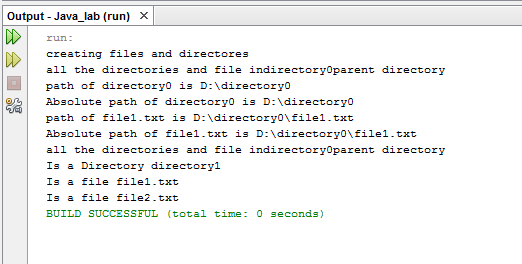 Output - Java_lab (run) ×
run:
creating files and directores
all the directories and file indirectory0parent directory
path of directory0 is D:\directory0
Absolute path of directory0 is D:\directory0
path of file1.txt is D:\directory0\file1.txt
Absolute path of file1.txt is D:\directory0\file1.txt
all the directories and file indirectory0parent directory
Is a Directory directory1
Is a file file1.txt
Is a file file2.txt
BUILD SUCCESSFUL (total time: 0 seconds)